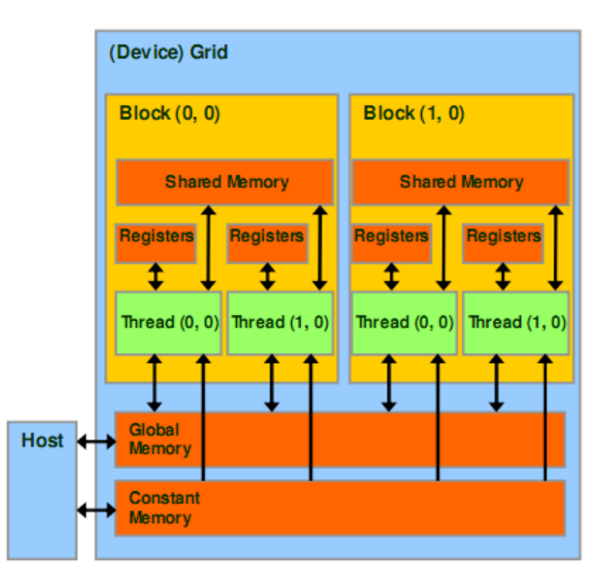 (Device) Grid
Block (0, 0)
Block (1, 0)
Shared Memory
Shared Memory
Registers
Registers
Registers
Registers
Thread (0, 0)
Thread (1, 0)
Thread (0, 0)
Thread (1, 0)
Host
Global
Memory
Constant
Memory